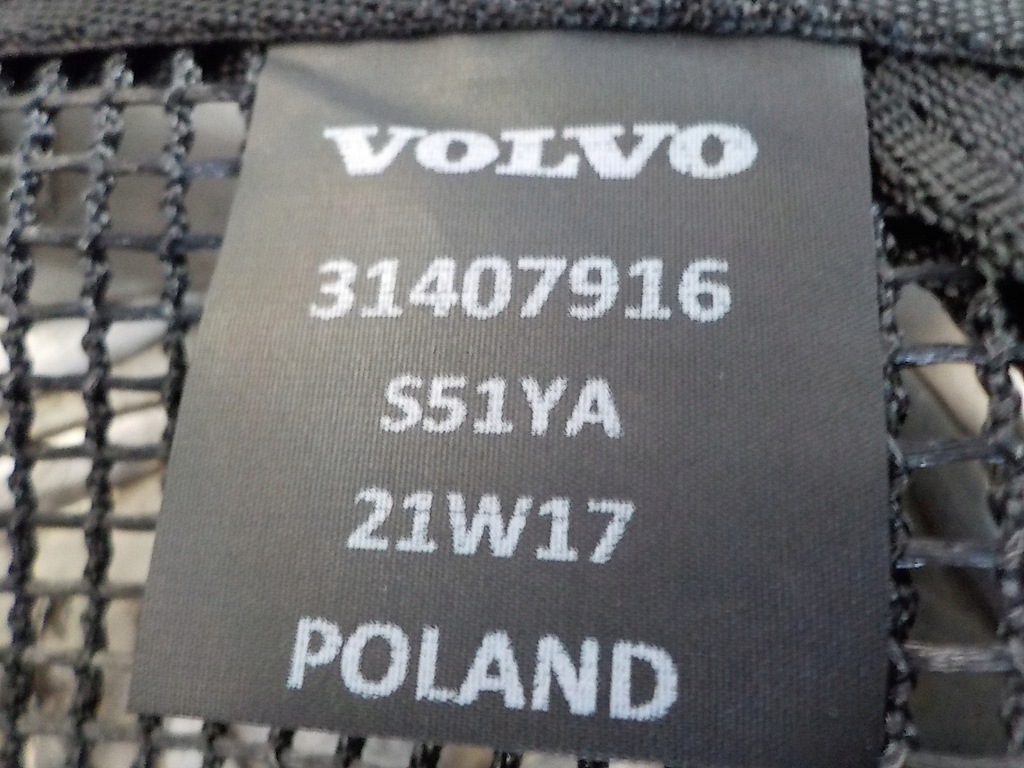 VOLVO
31407916
S51YA
21W17
POLAND